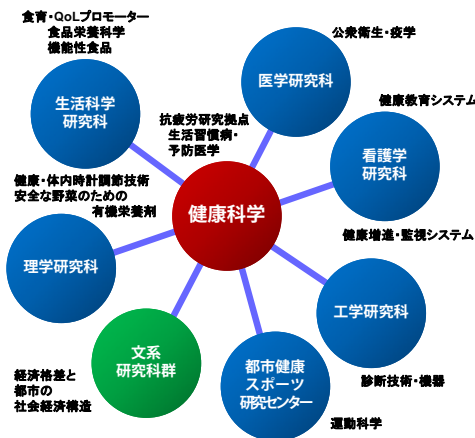 食育・QoLプロモーター
食品栄養科学
機能性食品
生活科学
研究科
医学研究科
公衆衛生・疫学
抗疲労研究拠点
生活習慣病・
予防医学
健康教育システム
看護学
研究科
健康増進・監視システム
健康科学
健康・体内時計調節技術
安全な野菜のための
有機栄養剤
理学研究科
工学研究科
診断技術・機器
文系
研究科群
経済格差と
都市の
社会経済構造
都市健康
スポーツ
研究センター
運動科学